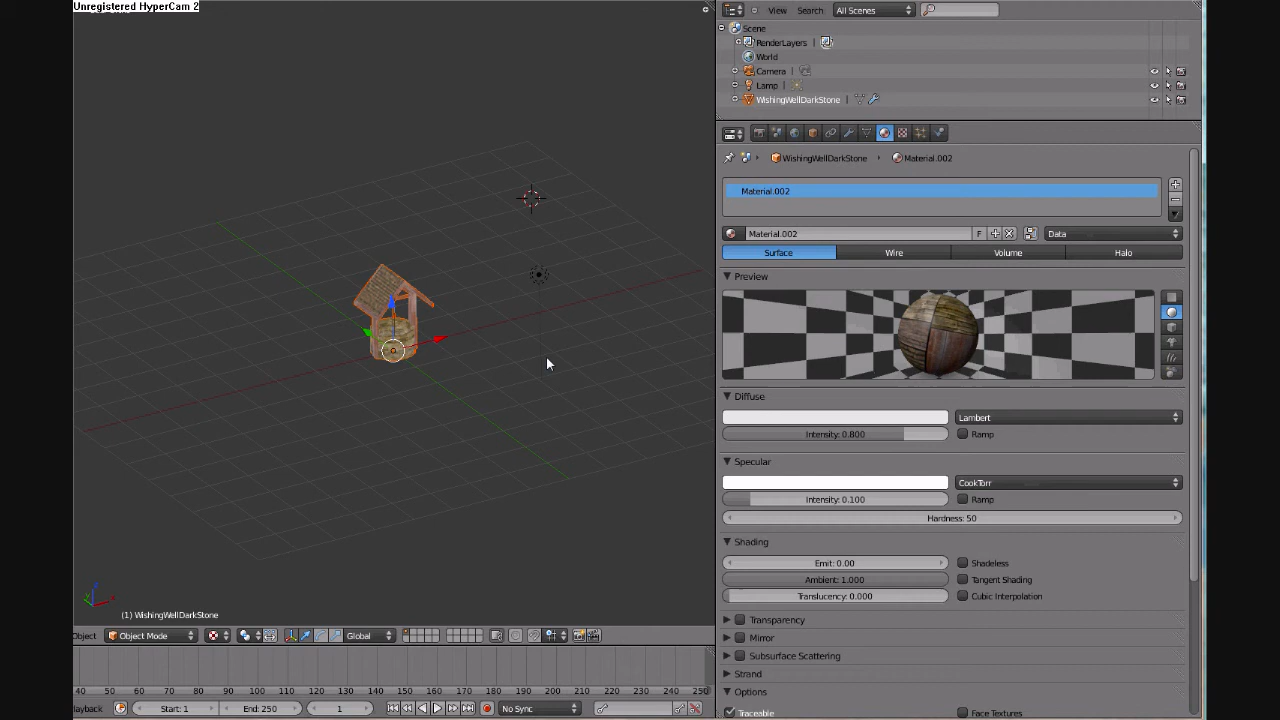 Unregistered HyperCam 2
View Search: All Scenes
Scene
RenderLayers
World
Camera
Lamp
WishingWellDarkStone
WishingWellDarkStone Material.002
Material.002
Material.002 F Data
Surface Wire Volume Halo
Preview
Diffuse
Lambert
Intensity: 0.800 Ramp
Specular
CookTorr
Intensity: 0.100 Ramp
Hardness: 50
Shading
Emit: 0.00 Shadeless
Ambient: 1.000 Tangent Shading
Translucency: 0.000 Cubic Interpolation
Transparency
Mirror
Subsurface Scattering
Strand
Options
Traceable Face Textures
(1) WishingWellDarkStone
Object Object Mode Global
40 50 60 70 80 90 100 110 120 130 140 150 160 170 180 190 200 210 220 230 240 250
layback Start: 1 End: 250 1 No Sync